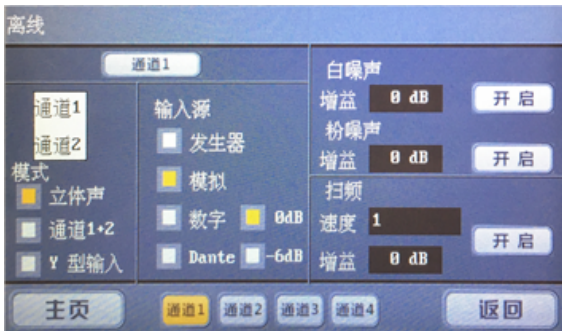 离线
通道1
通道1
通道2
模式
立体声
通道1+2
Y 型输入
输入源
发生器
模拟
数字
0dB
Dante
-6dB
白噪声
增益
0 dB
开启
粉噪声
增益
0 dB
开启
扫频
速度
1
增益
0 dB
开启
主页
通道1
通道2
通道3
通道4
返回